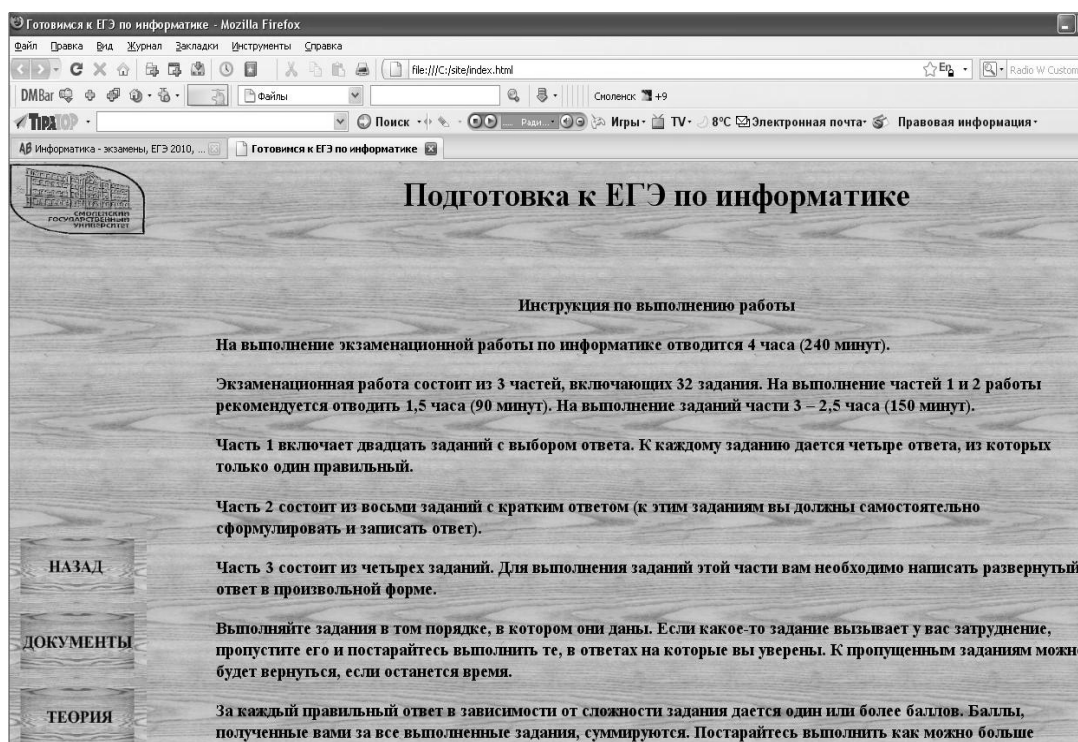 Готовимся к ЕГЭ по информатике - Mozilla Firefox
Файл Правка Вид Журнал Закладки Инструменты Справка
file:///C:/site/index.html
Radio W Custom
DMBar Файлы Смоленск +9
Поиск Ради... Игры TV 8°C Электронная почта Правовая информация
Информатика - экзамены, ЕГЭ 2010, ... Готовимся к ЕГЭ по информатике
СМОЛЕНСКИЙ
ГОСУДАРСТВЕННЫЙ
УНИВЕРСИТЕТ
Подготовка к ЕГЭ по информатике
Инструкция по выполнению работы
На выполнение экзаменационной работы по информатике отводится 4 часа (240 минут).
Экзаменационная работа состоит из 3 частей, включающих 32 задания. На выполнение частей 1 и 2 работы
рекомендуется отводить 1,5 часа (90 минут). На выполнение заданий части 3 – 2,5 часа (150 минут).
Часть 1 включает двадцать заданий с выбором ответа. К каждому заданию дается четыре ответа, из которых
только один правильный.
Часть 2 состоит из восьми заданий с кратким ответом (к этим заданиям вы должны самостоятельно
сформулировать и записать ответ).
Часть 3 состоит из четырех заданий. Для выполнения заданий этой части вам необходимо написать развернутый
ответ в произвольной форме.
Выполняйте задания в том порядке, в котором они даны. Если какое-то задание вызывает у вас затруднение,
пропустите его и постарайтесь выполнить те, в ответах на которые вы уверены. К пропущенным заданиям можно
будет вернуться, если останется время.
За каждый правильный ответ в зависимости от сложности задания дается один или более баллов. Баллы,
полученные вами за все выполненные задания, суммируются. Постарайтесь выполнить как можно больше
НАЗАД
ДОКУМЕНТЫ
ТЕОРИЯ